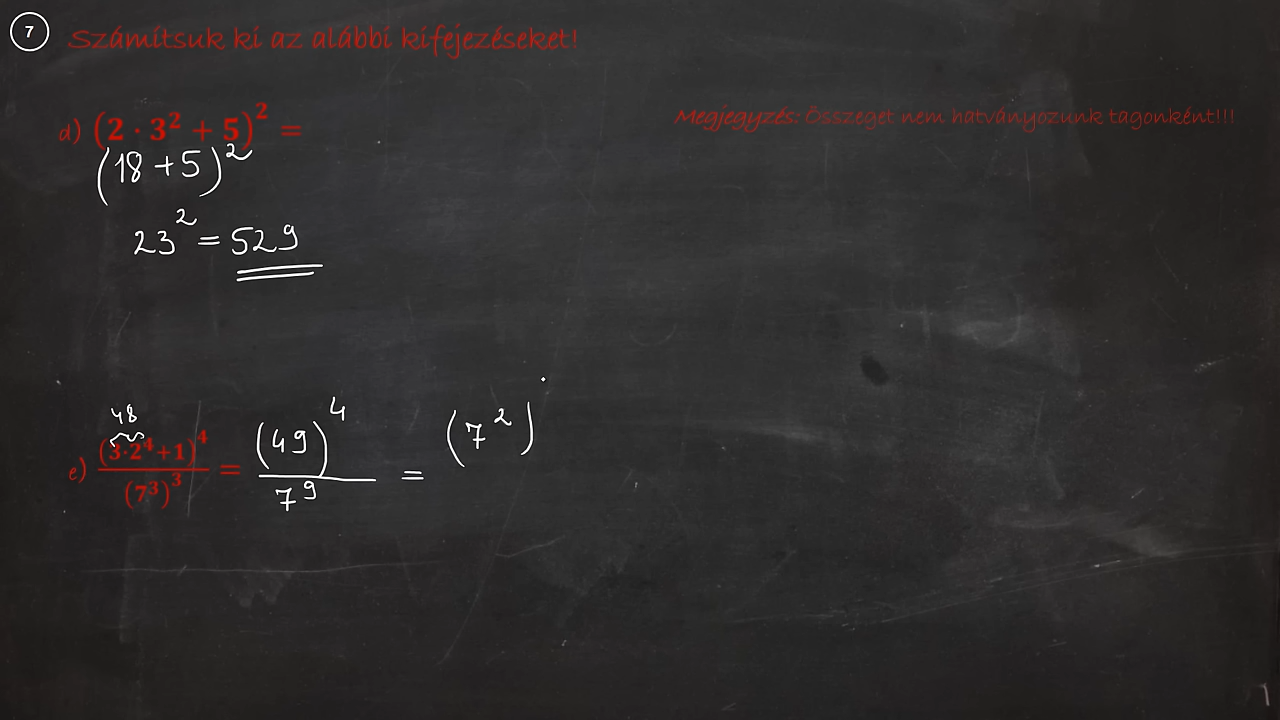 7 Számítsuk ki az alábbi kifejezéseket!
Megjegyzés: Összeget nem hatványozunk tagonként!!!
d) (2 · 3² + 5)² =
(18 + 5)²
23² = 529
48
e) (3·2⁴+1)⁴ / (7³)³ = (49)⁴ / 7⁹ = (7²)